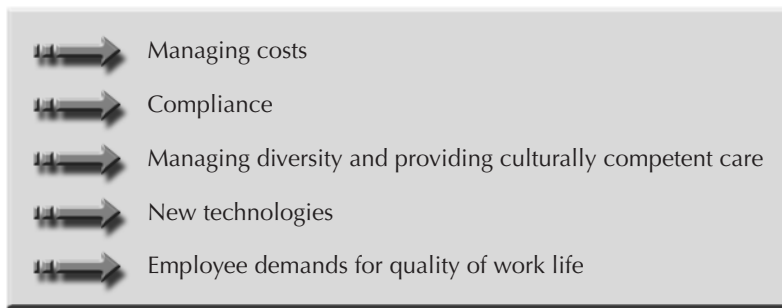 Managing costs
Compliance
Managing diversity and providing culturally competent care
New technologies
Employee demands for quality of work life